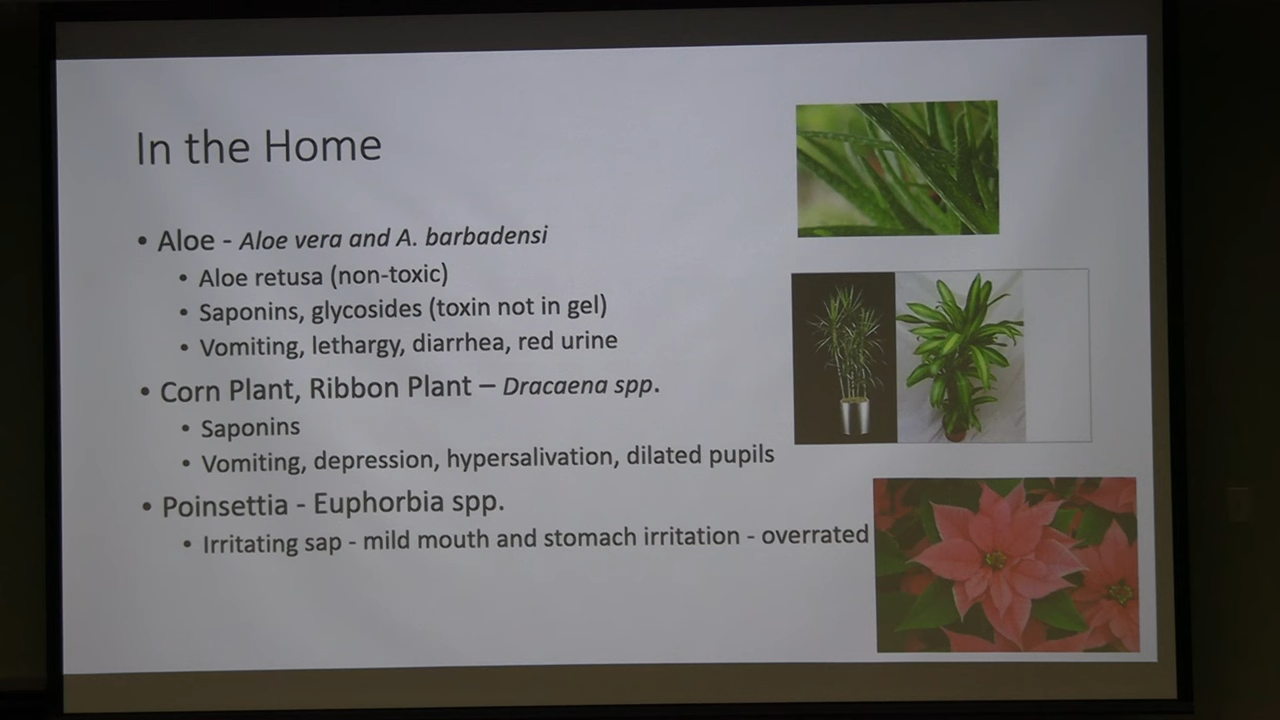 In the Home
• Aloe - Aloe vera and A. barbadensi
• Aloe retusa (non-toxic)
• Saponins, glycosides (toxin not in gel)
• Vomiting, lethargy, diarrhea, red urine
• Corn Plant, Ribbon Plant – Dracaena spp.
• Saponins
• Vomiting, depression, hypersalivation, dilated pupils
• Poinsettia - Euphorbia spp.
• Irritating sap - mild mouth and stomach irritation - overrated